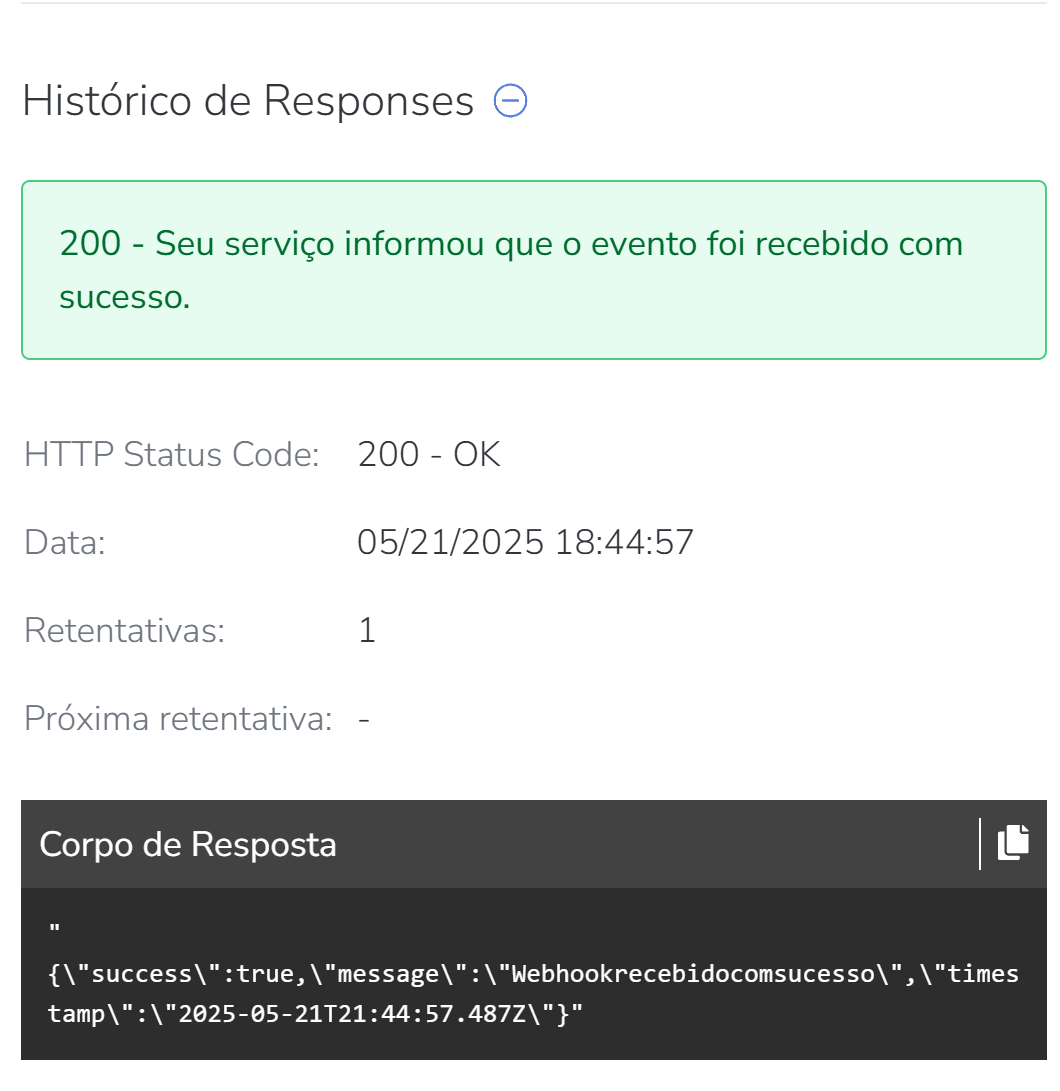 Histórico de Responses
200 - Seu serviço informou que o evento foi recebido com
sucesso.
HTTP Status Code: 200 - OK
Data: 05/21/2025 18:44:57
Retentativas: 1
Próxima retentativa: -
Corpo de Resposta
"
{\"success\":true,\"message\":\"Webhookrecebidocomsucesso\",\"times
tamp\":\"2025-05-21T21:44:57.487Z\"}"